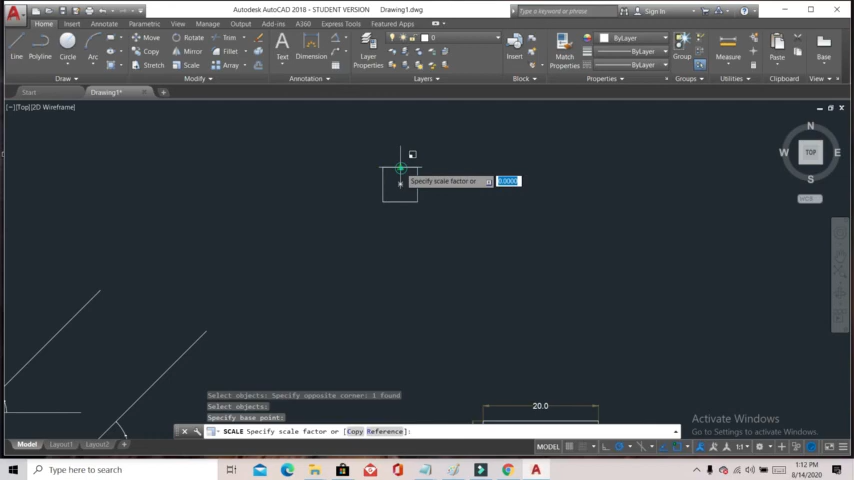 Autodesk AutoCAD 2018 - STUDENT VERSION Drawing1.dwg
Type a keyword or phrase
Sign In
Home Insert Annotate Parametric View Manage Output Add-ins A360 Express Tools Featured Apps
Line Polyline Circle Arc
Move Rotate Trim
Copy Mirror Fillet
Stretch Scale Array
Text Dimension
Layer Properties
0
Insert
Match Properties
ByLayer
ByLayer
ByLayer
Group
Measure
Paste
Base
Draw Modify Annotation Layers Block Properties Groups Utilities Clipboard View
Start Drawing1*
[−][Top][2D Wireframe]
N
W TOP E
S
WCS
Specify scale factor or
20.0
Select objects: Specify opposite corner: 1 found
Select objects:
Specify base point:
SCALE Specify scale factor or [Copy Reference]:
Activate Windows
Go to Settings to activate Windows.
Model Layout1 Layout2 +
MODEL
1:1
Type here to search
1:12 PM
8/14/2020